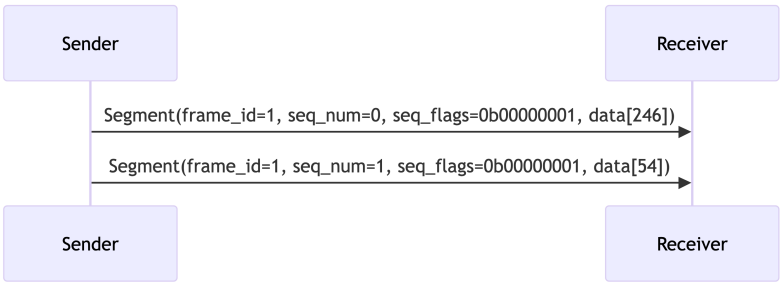 Sender
Receiver
Segment(frame_id=1, seq_num=0, seq_flags=0b00000001, data[246])
Segment(frame_id=1, seq_num=1, seq_flags=0b00000001, data[54])
Sender
Receiver